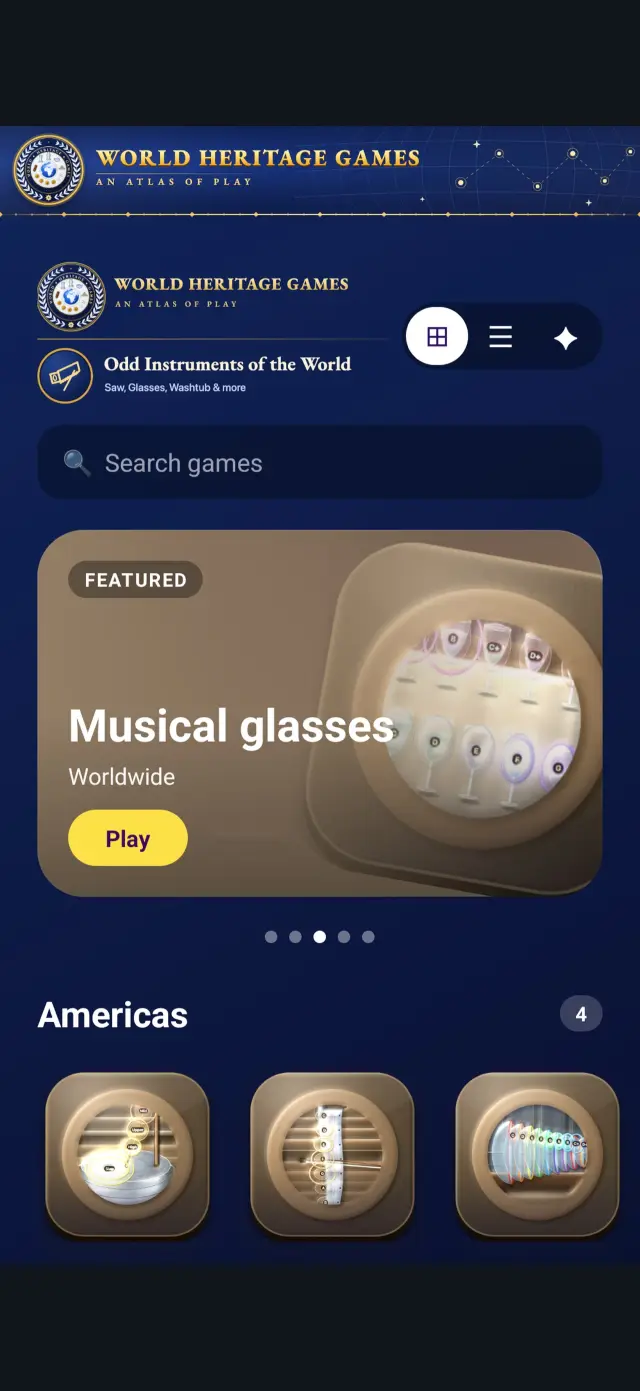 WORLD HERITAGE GAMES
AN ATLAS OF PLAY
WORLD HERITAGE GAMES
AN ATLAS OF PLAY
Odd Instruments of the World
Saw, Glasses, Washtub & more
Search games
FEATURED
Musical glasses
Worldwide
Play
Americas
4